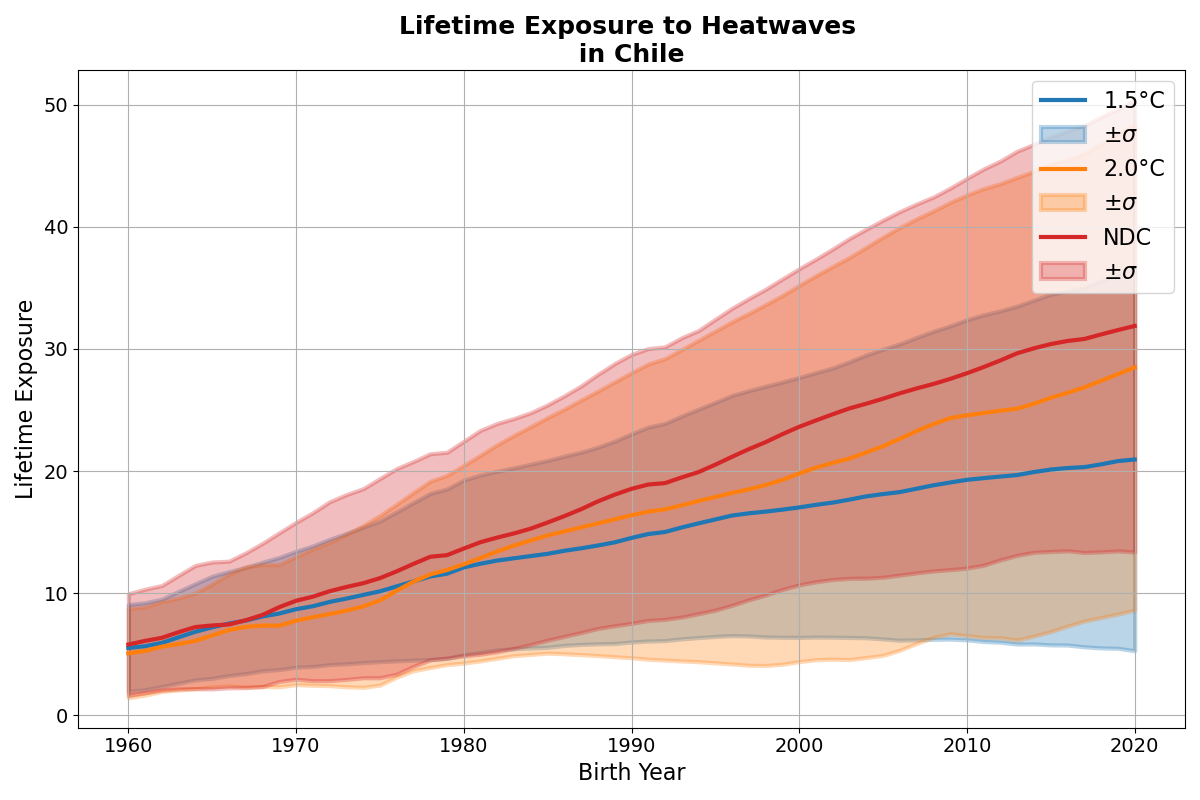 Lifetime Exposure to Heatwaves
in Chile
Lifetime Exposure
50
40
30
20
10
0
1.5°C
±σ
2.0°C
±σ
NDC
±σ
1960 1970 1980 1990 2000 2010 2020
Birth Year